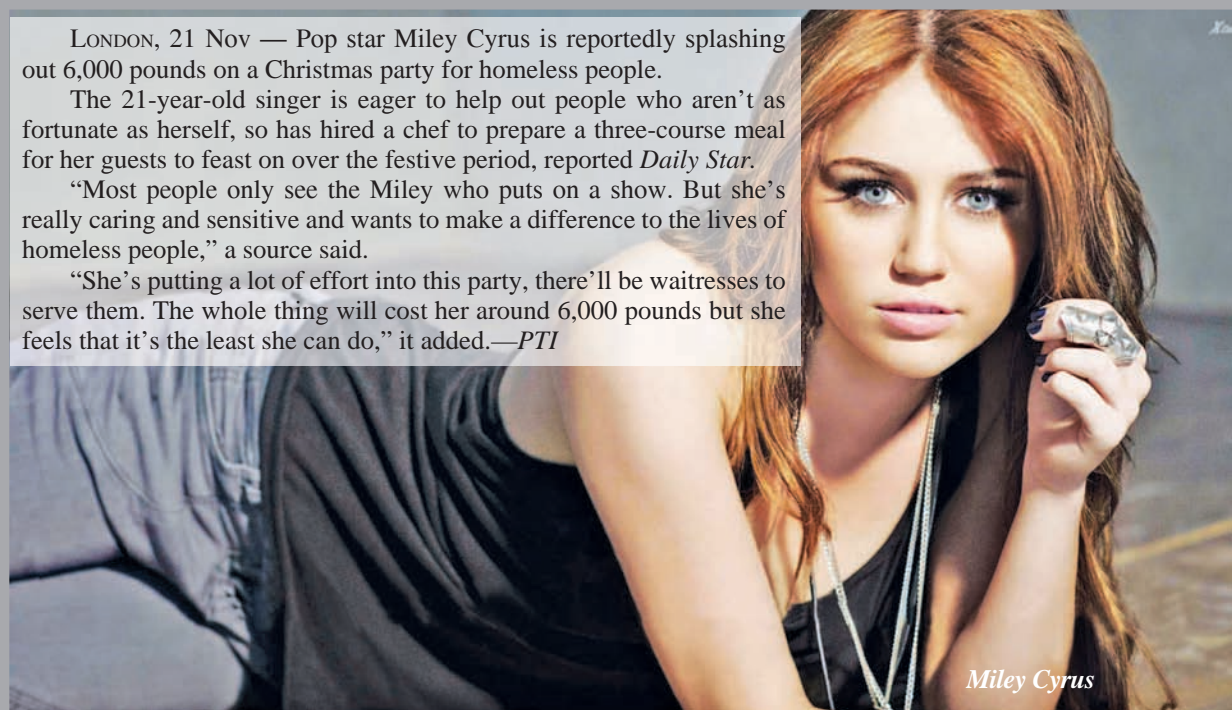 LONDON, 21 Nov — Pop star Miley Cyrus is reportedly splashing
out 6,000 pounds on a Christmas party for homeless people.
The 21-year-old singer is eager to help out people who aren’t as
fortunate as herself, so has hired a chef to prepare a three-course meal
for her guests to feast on over the festive period, reported Daily Star.
“Most people only see the Miley who puts on a show. But she’s
really caring and sensitive and wants to make a difference to the lives of
homeless people,” a source said.
“She’s putting a lot of effort into this party, there’ll be waitresses to
serve them. The whole thing will cost her around 6,000 pounds but she
feels that it’s the least she can do,” it added.—PTI
Miley Cyrus